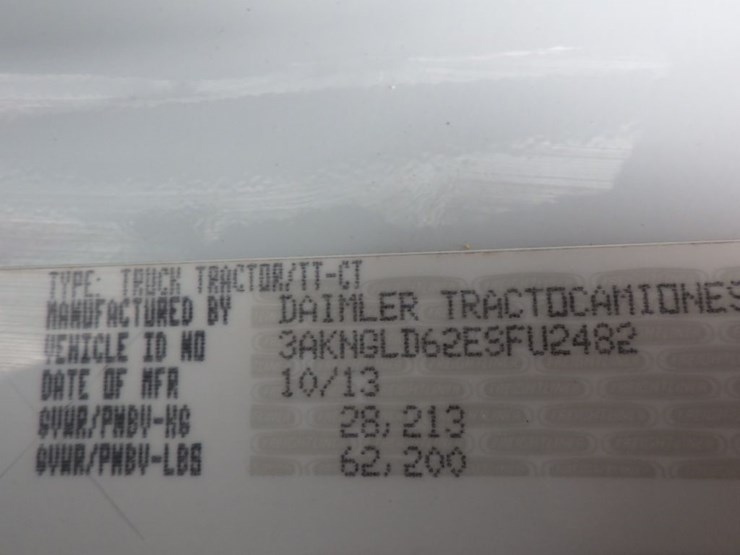 TYPE: TRUCK TRACTOR/TT-CT
MANUFACTURED BY DAIMLER TRACTOCAMIONES
VEHICLE ID NO 3AKNGLD62ESFU2482
DATE OF MFR 10/13
GVWR/PNBV-KG 28,213
GVWR/PNBV-LBS 62,200